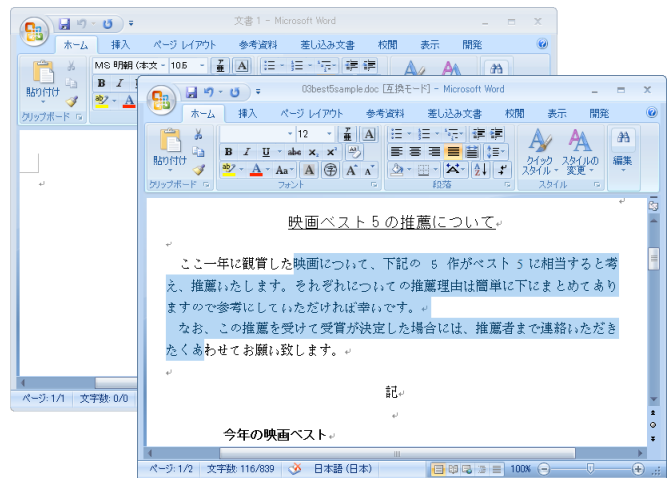 文書 1 - Microsoft Word
ホーム 挿入 ページ レイアウト 参考資料 差し込み文書 校閲 表示 開発
MS 明朝 (本文 10.5
貼り付け
B I
クリップボード
ページ: 1/1 文字数: 0/0
03best5sample.doc [互換モード] - Microsoft Word
ホーム 挿入 ページ レイアウト 参考資料 差し込み文書 校閲 表示 開発
12
貼り付け
B I U abc x₂ x²
Aa
クイック スタイル
スタイルの 変更
編集
クリップボード フォント 段落 スタイル
映画ベスト5の推薦について
ここ一年に観賞した映画について、下記の 5 作がベスト 5 に相当すると考
え、推薦いたします。それぞれについての推薦理由は簡単に下にまとめてあり
ますので参考にしていただければ幸いです。
なお、この推薦を受けて受賞が決定した場合には、推薦者まで連絡いただき
たくあわせてお願い致します。
記
今年の映画ベスト
ページ: 1/2 文字数: 116/839 日本語 (日本) 100%